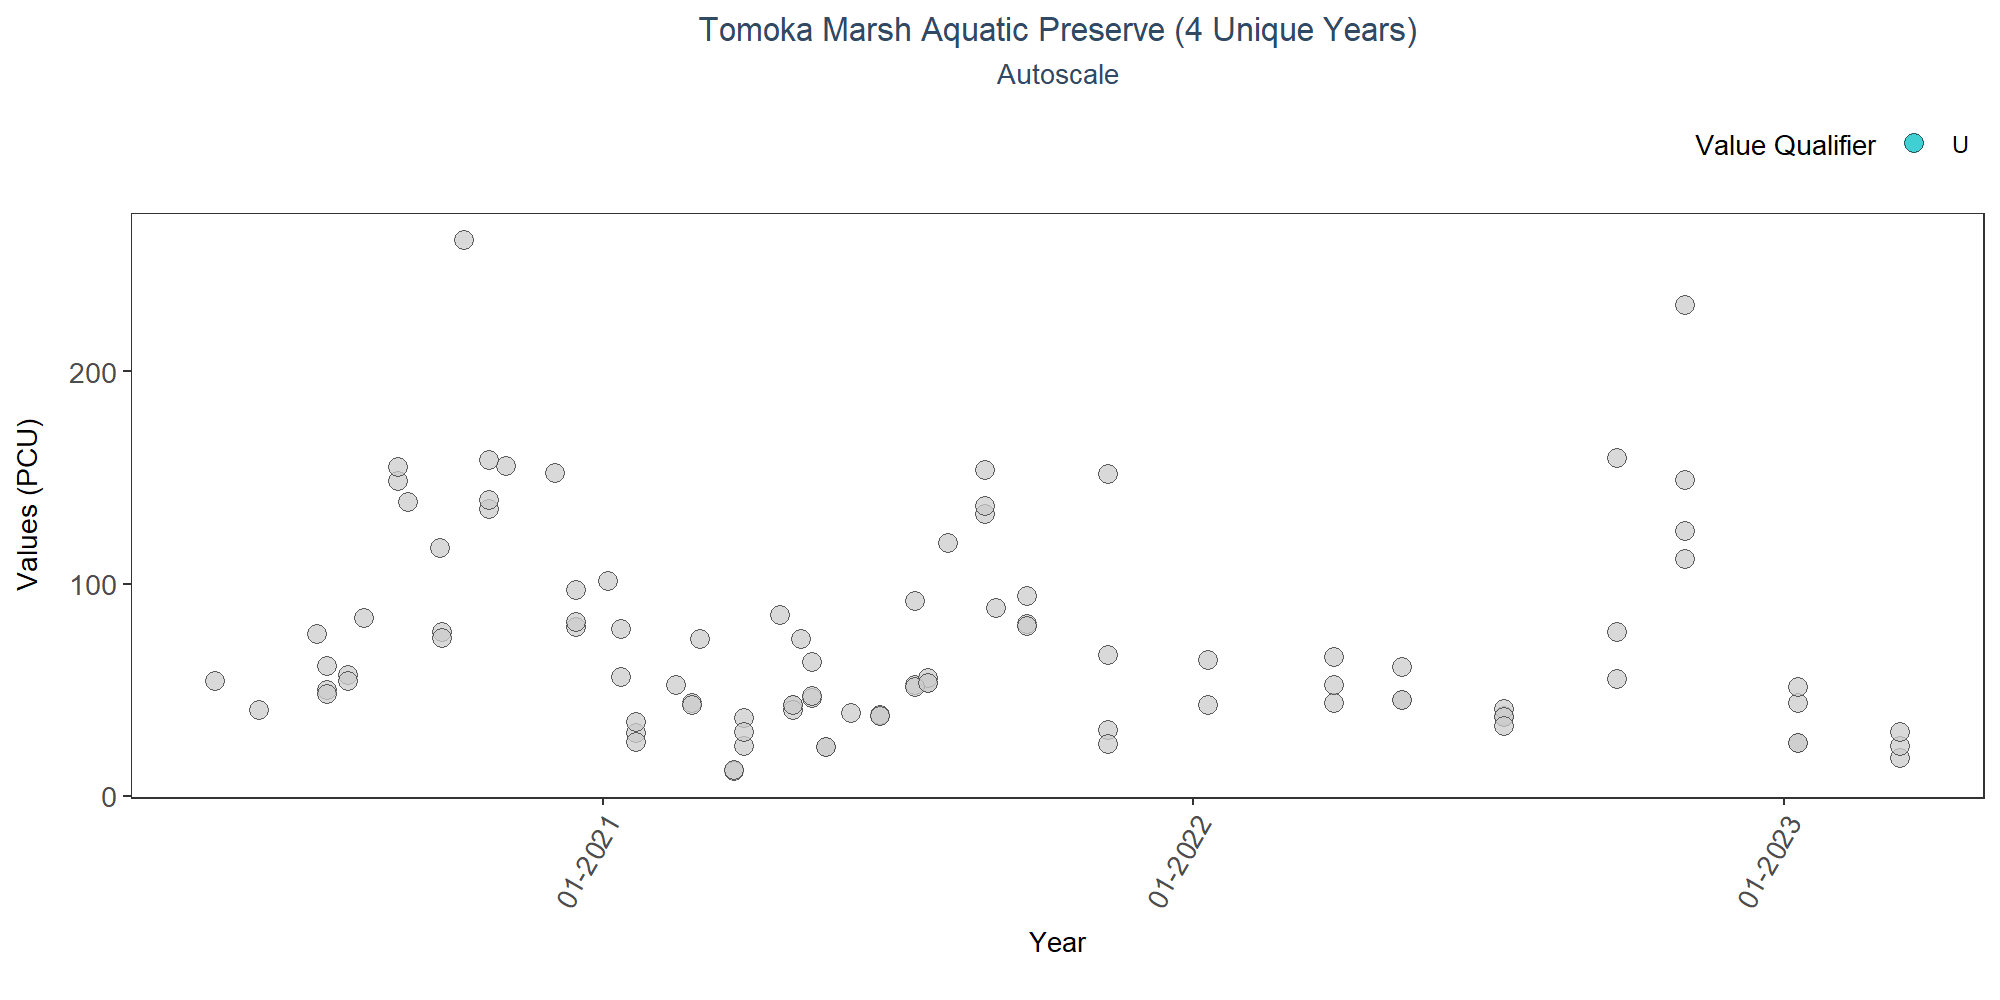 Tomoka Marsh Aquatic Preserve (4 Unique Years)
Autoscale
Value Qualifier U
Values (PCU)
200
100
0
01-2021
01-2022
01-2023
Year